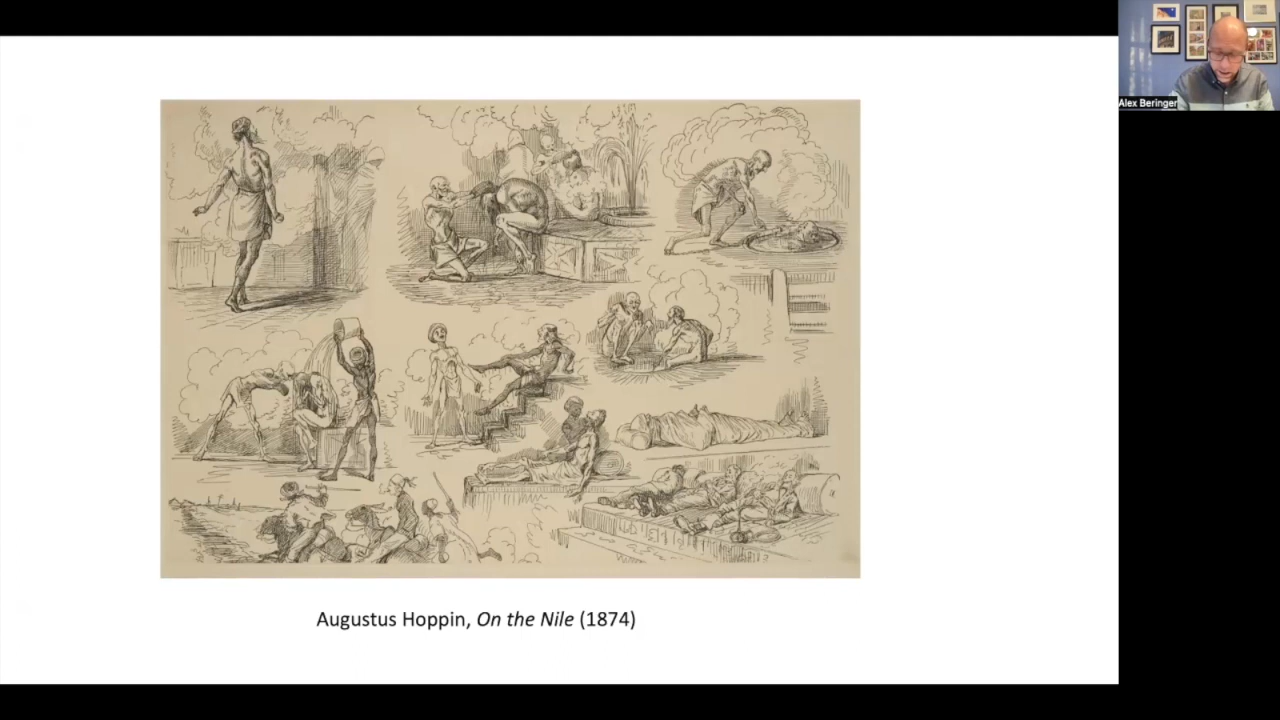 Alex Beringer
Augustus Hoppin, On the Nile (1874)